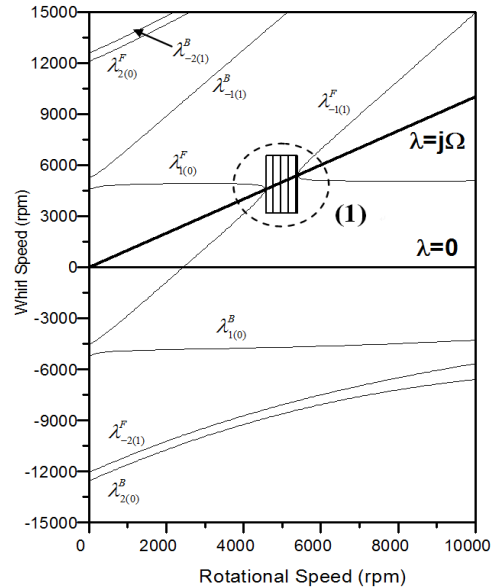 15000
12000
9000
6000
3000
0
-3000
-6000
-9000
-12000
-15000
Whirl Speed (rpm)
λ^B_{-2(1)}
λ^F_{2(0)}
λ^B_{-1(1)}
λ^F_{-1(1)}
λ^F_{1(0)}
λ=jΩ
(1)
λ=0
λ^B_{1(0)}
λ^F_{-2(1)}
λ^B_{2(0)}
0 2000 4000 6000 8000 10000
Rotational Speed (rpm)